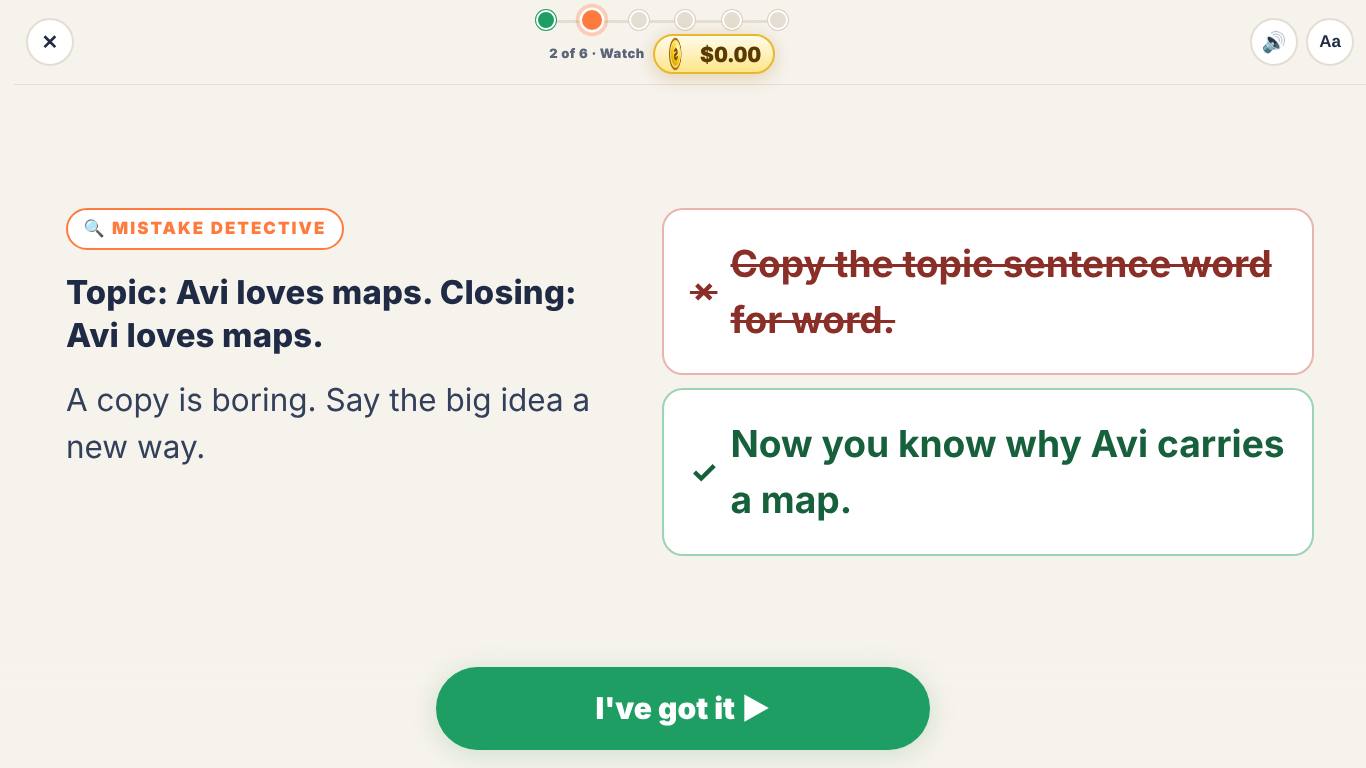 ✕
2 of 6 · Watch
$0.00
Aa
MISTAKE DETECTIVE
Topic: Avi loves maps. Closing:
Avi loves maps.
A copy is boring. Say the big idea a
new way.
✕ Copy the topic sentence word
for word.
✓ Now you know why Avi carries
a map.
I've got it ▶